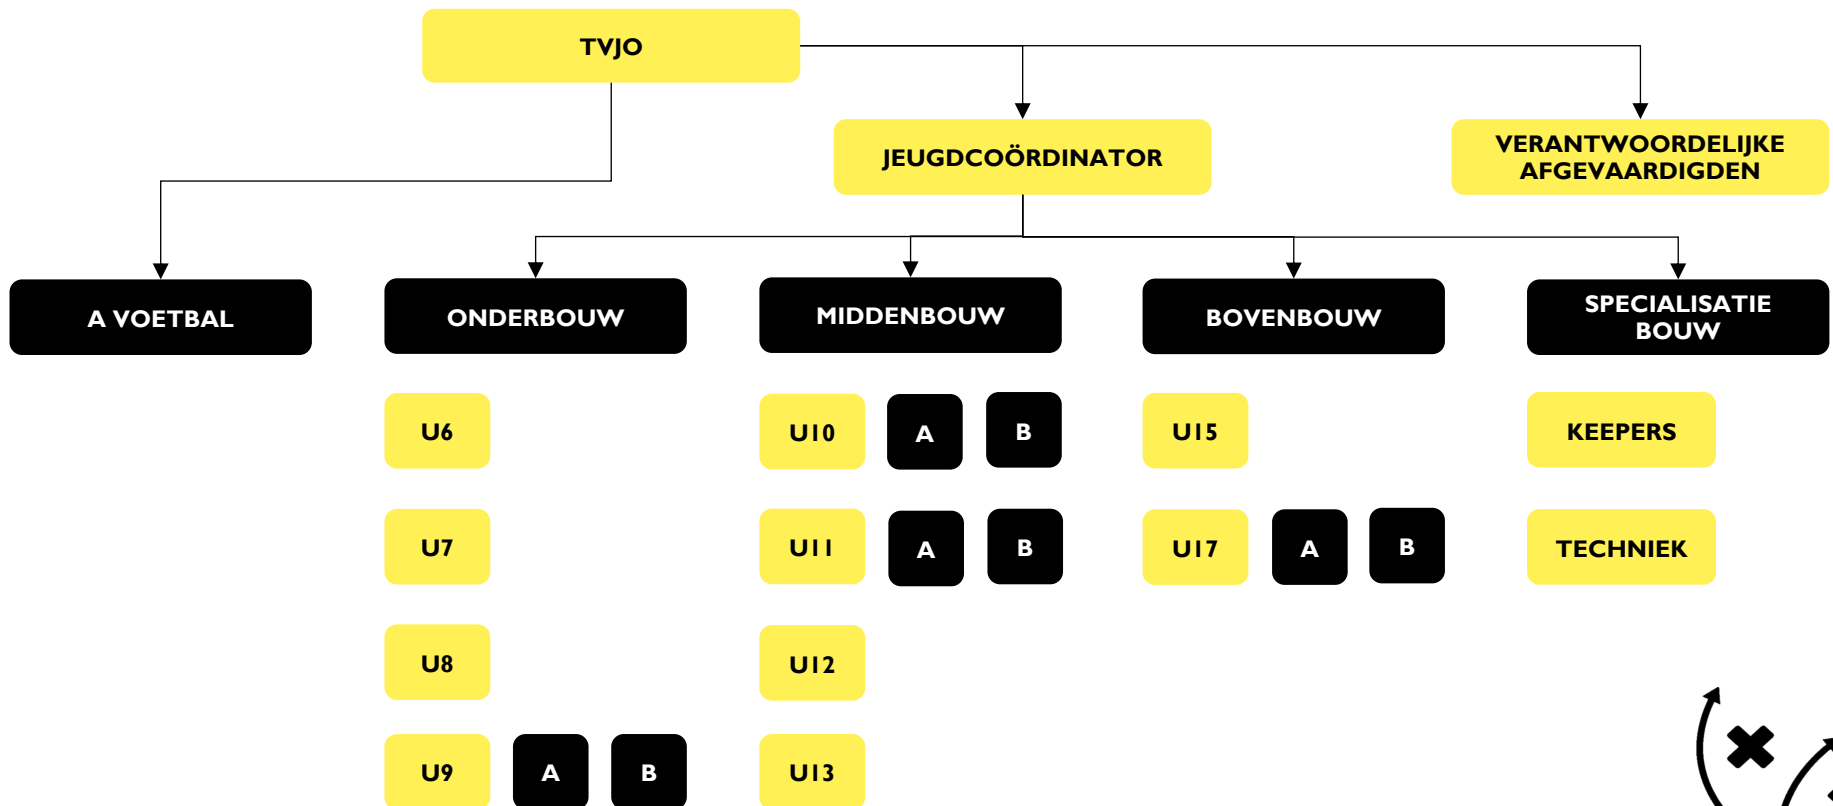 TVJO
JEUGDCOÖRDINATOR
VERANTWOORDELIJKE
AFGEVAARDIGDEN
A VOETBAL
ONDERBOUW
MIDDENBOUW
BOVENBOUW
SPECIALISATIE
BOUW
U6
U10 A B
U15
KEEPERS
U7
U11 A B
U17 A B
TECHNIEK
U8
U12
U9 A B
U13